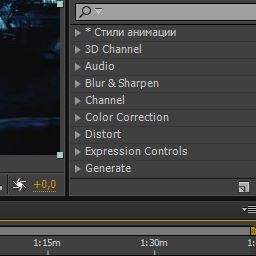 * Стили анимации
3D Channel
Audio
Blur & Sharpen
Channel
Color Correction
Distort
Expression Controls
Generate
+0,0
1:15m
1:30m
1: